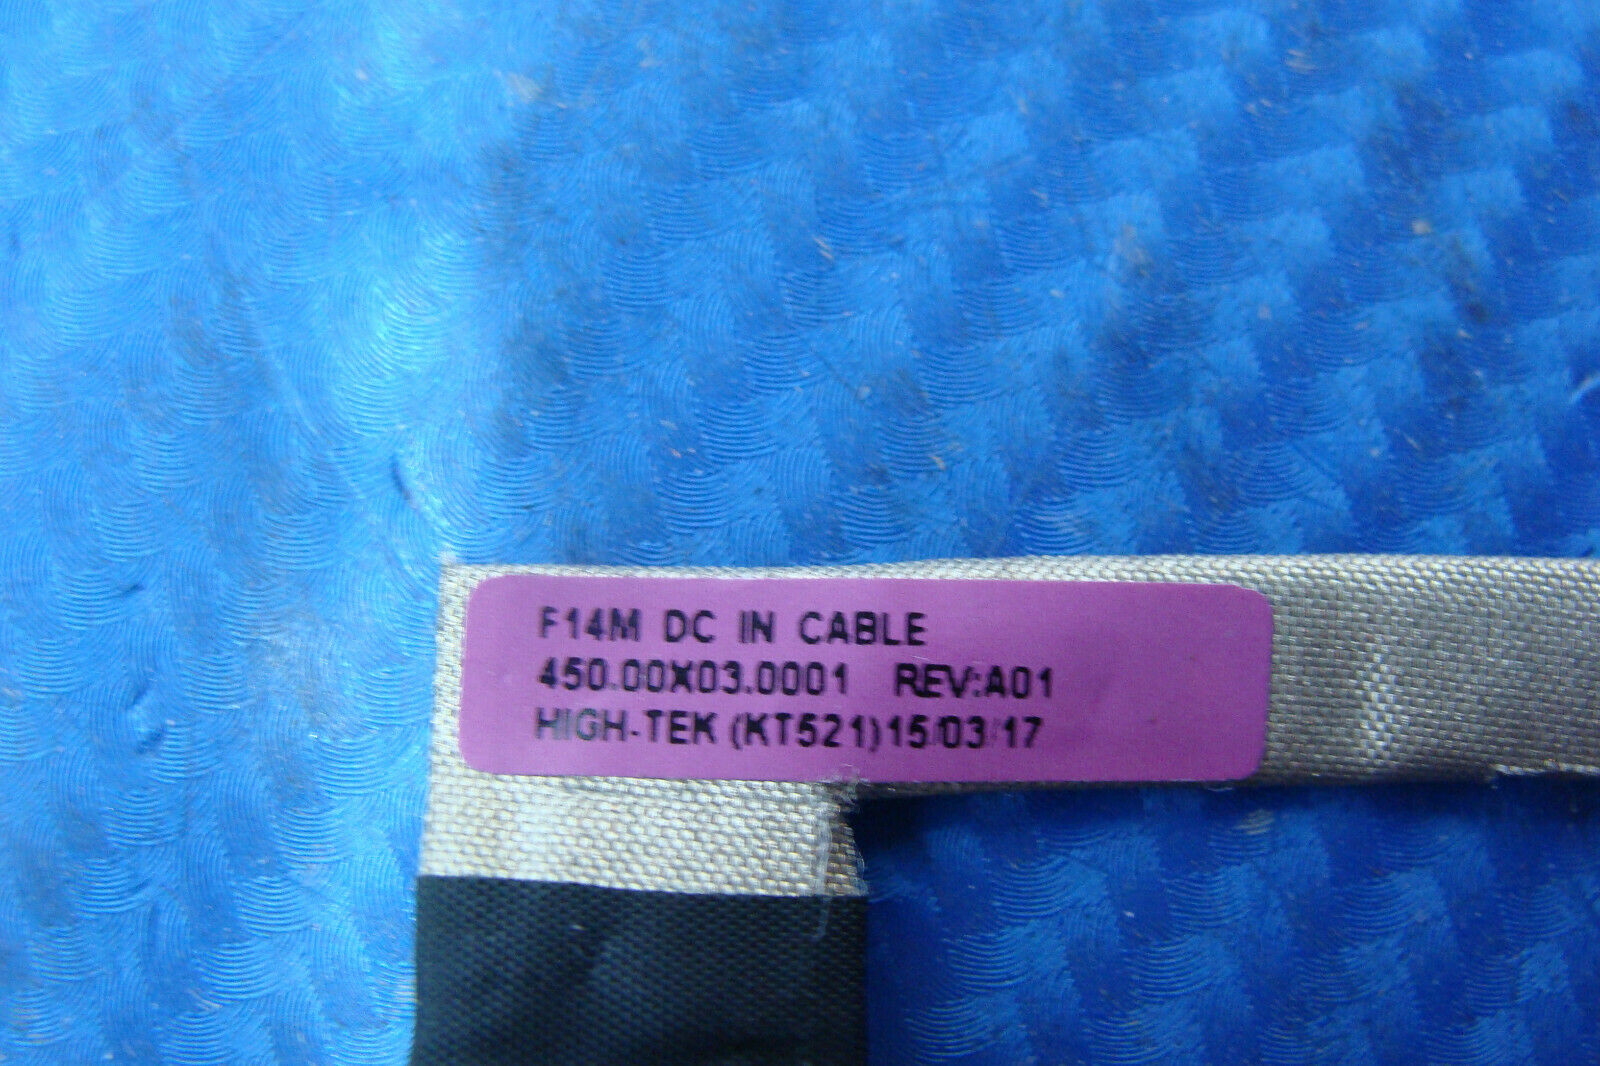 F14M DC IN CABLE
450.00X03.0001 REV:A01
HIGH-TEK (KT521)15/03/17